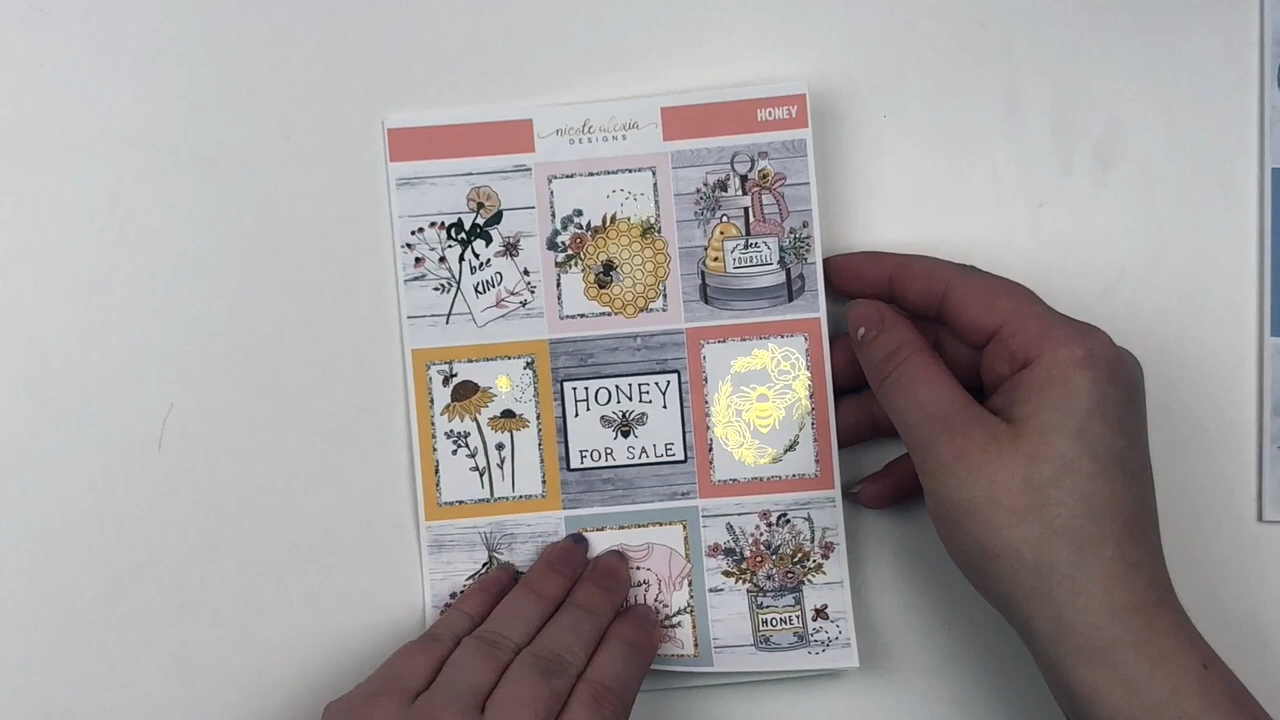 nicole alexia
DESIGNS
HONEY
bee
KIND
bee
YOURSELF
HONEY
FOR SALE
HONEY